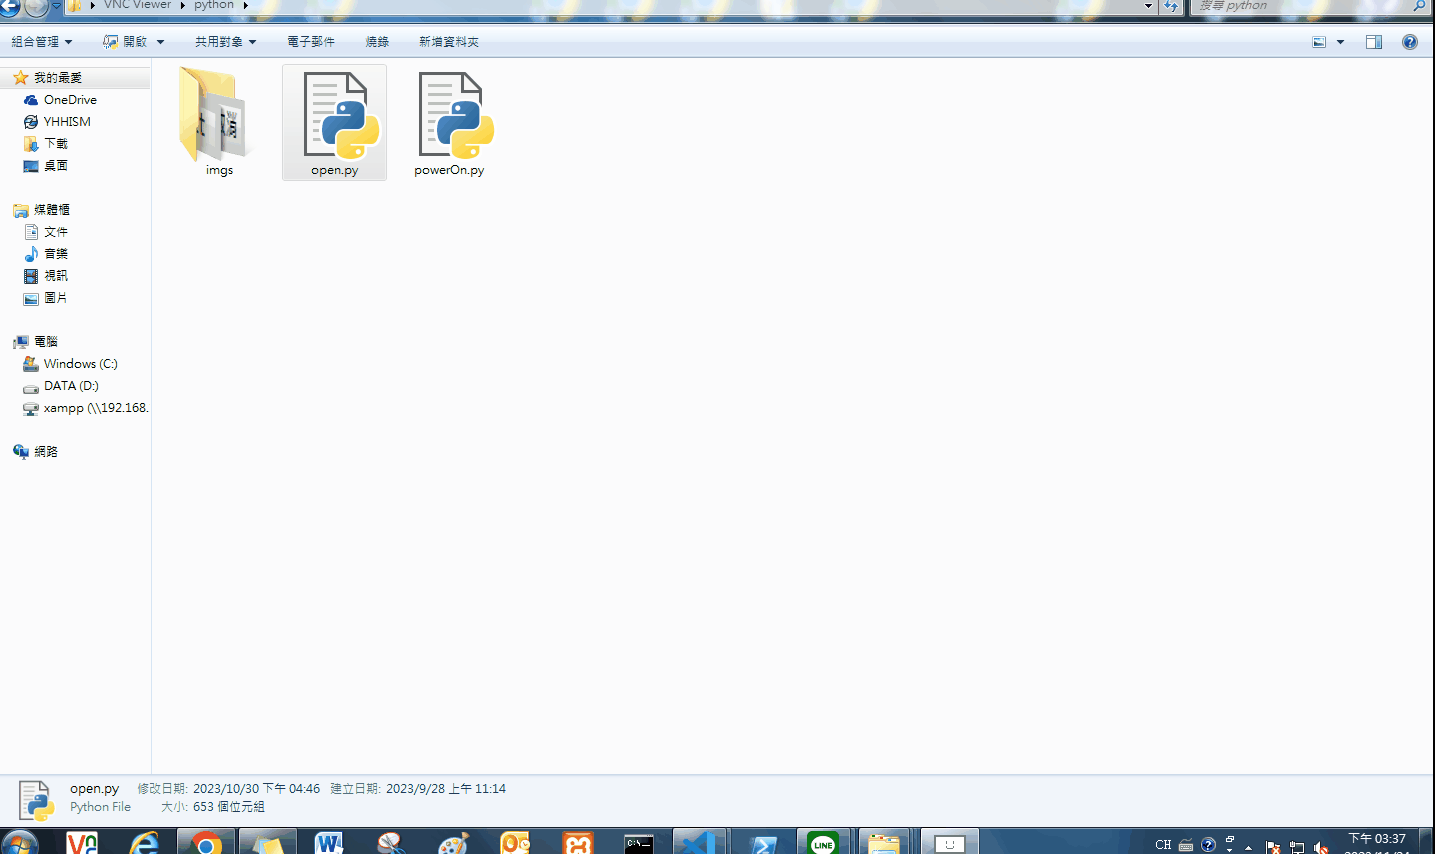 VNC Viewer python 搜尋 python
組合管理 開啟 共用對象 電子郵件 燒錄 新增資料夾
我的最愛
OneDrive
YHHISM
下載
桌面
媒體櫃
文件
音樂
視訊
圖片
電腦
Windows (C:)
DATA (D:)
xampp (\\192.168.
網路
imgs open.py powerOn.py
open.py 修改日期: 2023/10/30 下午 04:46 建立日期: 2023/9/28 上午 11:14
Python File 大小: 653 個位元組
LINE
CH
下午 03:37